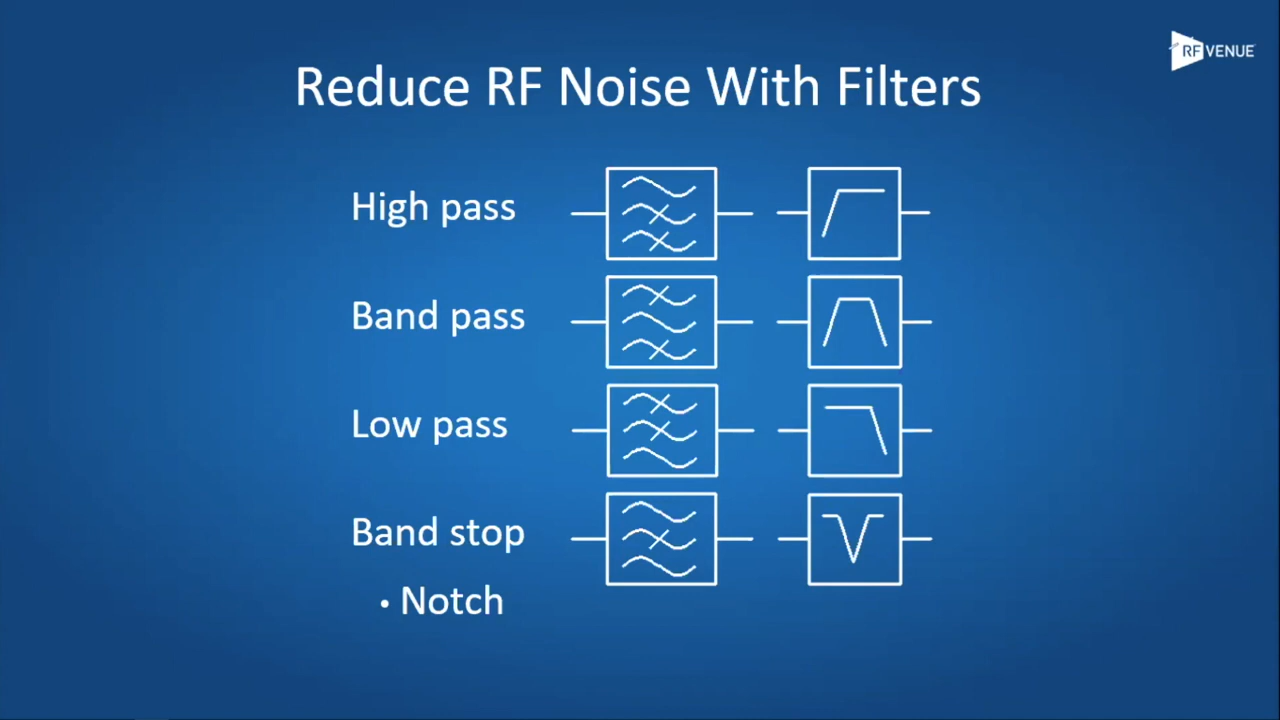 RF VENUE
Reduce RF Noise With Filters
High pass
Band pass
Low pass
Band stop
• Notch